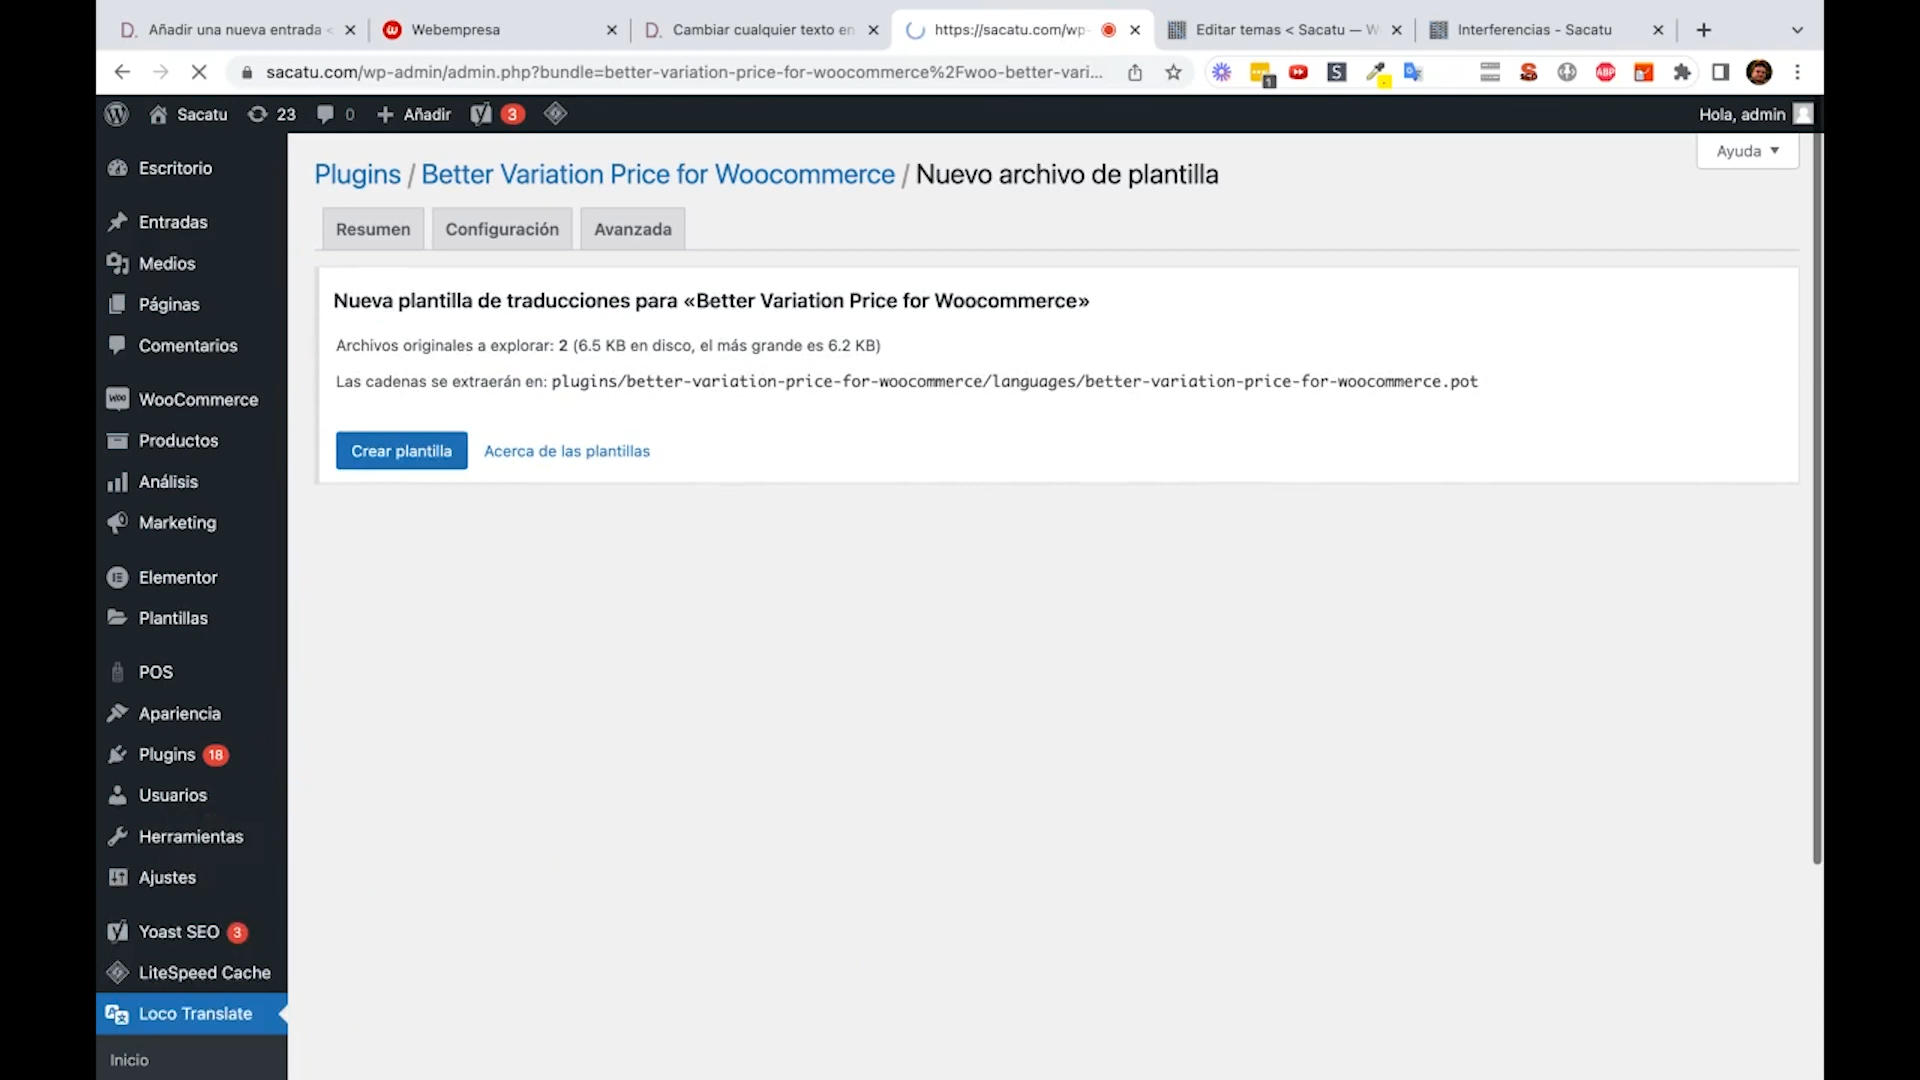 Añadir una nueva entrada <
Webempresa
Cambiar cualquier texto en
https://sacatu.com/wp-
Editar temas < Sacatu — W
Interferencias - Sacatu
sacatu.com/wp-admin/admin.php?bundle=better-variation-price-for-woocommerce%2Fwoo-better-vari...
1
S
ABP
Sacatu
23
0
Añadir
3
Hola, admin
Ayuda
Escritorio
Entradas
Medios
Páginas
Comentarios
WooCommerce
Productos
Análisis
Marketing
Elementor
Plantillas
POS
Apariencia
Plugins 18
Usuarios
Herramientas
Ajustes
Yoast SEO 3
LiteSpeed Cache
Loco Translate
Inicio
Plugins / Better Variation Price for Woocommerce / Nuevo archivo de plantilla
Resumen
Configuración
Avanzada
Nueva plantilla de traducciones para «Better Variation Price for Woocommerce»
Archivos originales a explorar: 2 (6.5 KB en disco, el más grande es 6.2 KB)
Las cadenas se extraerán en: plugins/better-variation-price-for-woocommerce/languages/better-variation-price-for-woocommerce.pot
Crear plantilla
Acerca de las plantillas